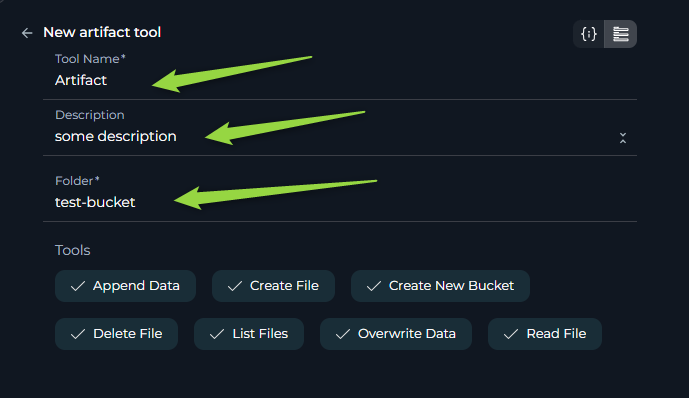 New artifact tool
Tool Name*
Artifact
Description
some description
Folder*
test-bucket
Tools
Append Data Create File Create New Bucket
Delete File List Files Overwrite Data Read File